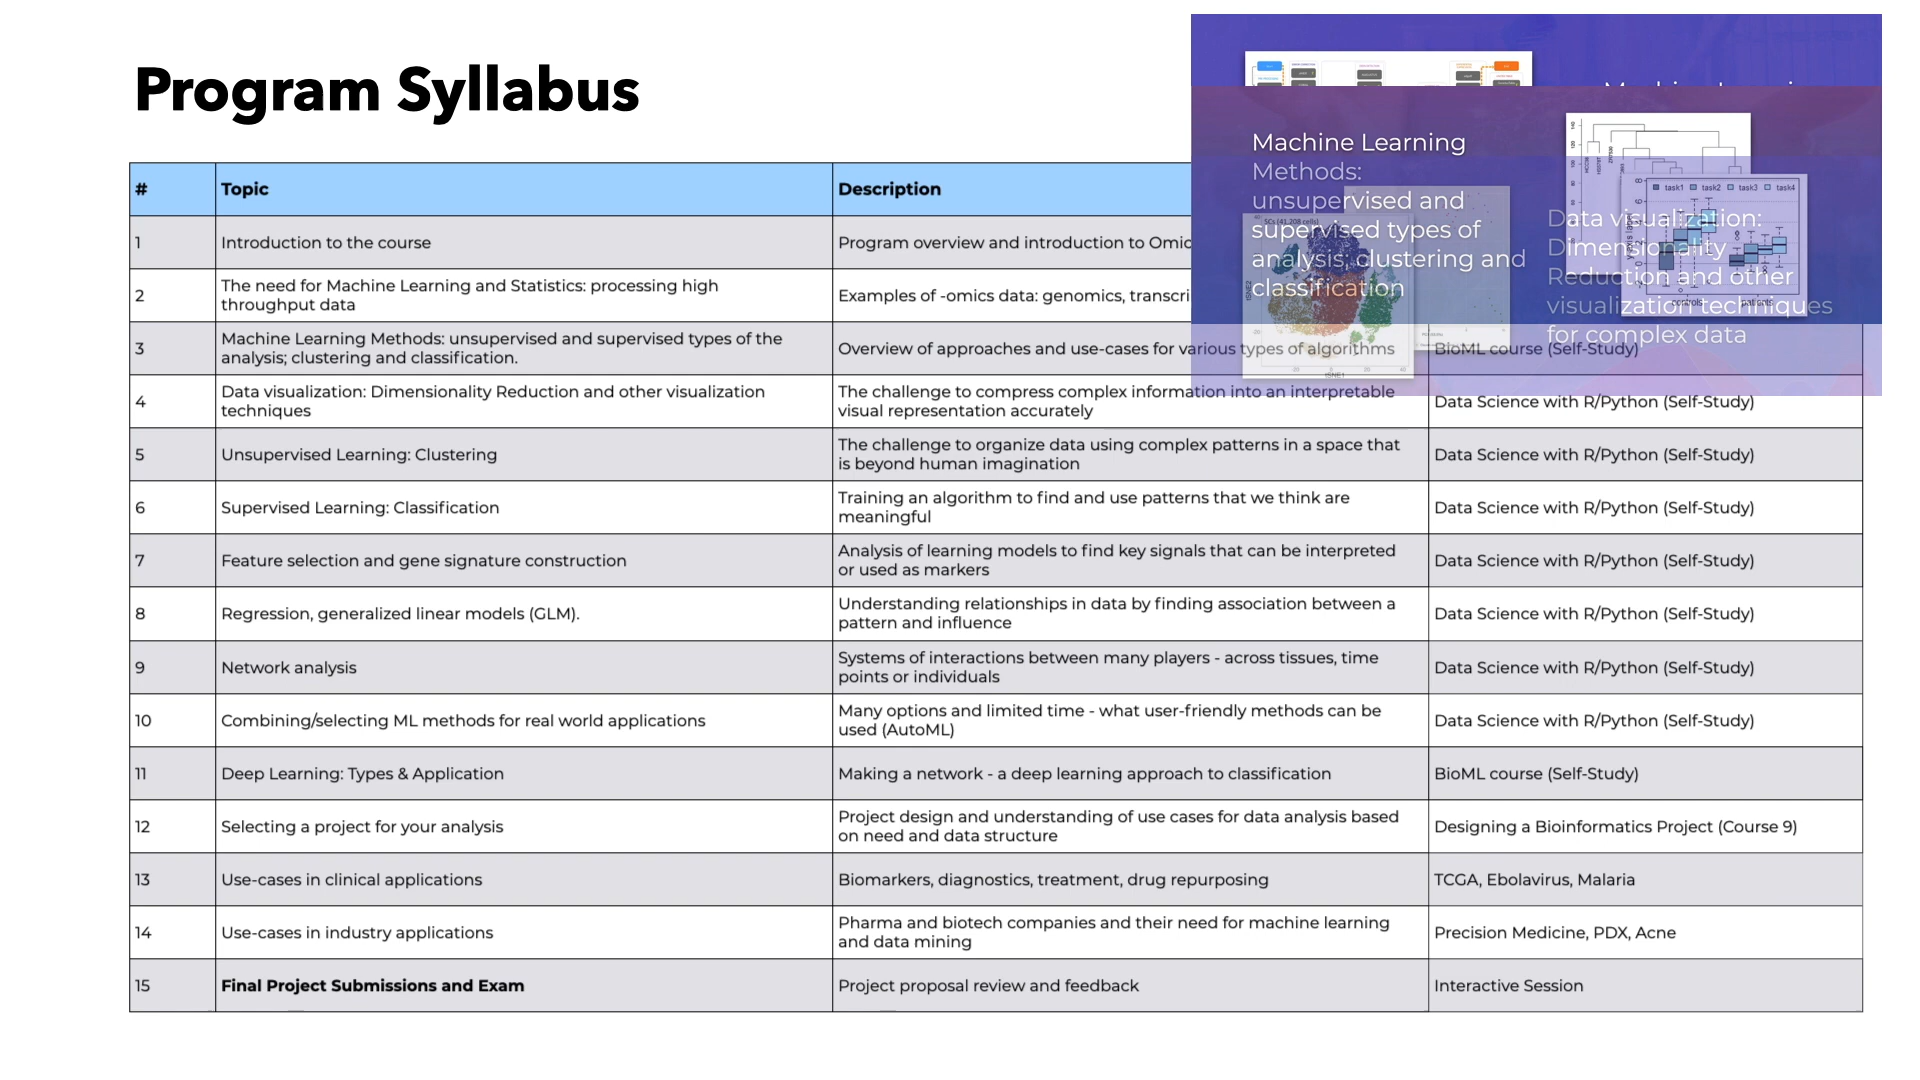 Program Syllabus
Machine Learning
Methods:
unsupervised and
supervised types of
analysis; clustering and
classification
Data visualization:
Dimensionality
Reduction and other
visualization techniques
for complex data
task1 task2 task3 task4
controls patients
SCs (41,208 cells)
tSNE2
tSNE1
# Topic Description
1 Introduction to the course Program overview and introduction to Omic
2 The need for Machine Learning and Statistics: processing high
throughput data
Examples of -omics data: genomics, transcri
3 Machine Learning Methods: unsupervised and supervised types of the
analysis; clustering and classification.
Overview of approaches and use-cases for various types of algorithms
BioML course (Self-Study)
4 Data visualization: Dimensionality Reduction and other visualization
techniques
The challenge to compress complex information into an interpretable
visual representation accurately
Data Science with R/Python (Self-Study)
5 Unsupervised Learning: Clustering
The challenge to organize data using complex patterns in a space that
is beyond human imagination
Data Science with R/Python (Self-Study)
6 Supervised Learning: Classification
Training an algorithm to find and use patterns that we think are
meaningful
Data Science with R/Python (Self-Study)
7 Feature selection and gene signature construction
Analysis of learning models to find key signals that can be interpreted
or used as markers
Data Science with R/Python (Self-Study)
8 Regression, generalized linear models (GLM).
Understanding relationships in data by finding association between a
pattern and influence
Data Science with R/Python (Self-Study)
9 Network analysis
Systems of interactions between many players - across tissues, time
points or individuals
Data Science with R/Python (Self-Study)
10 Combining/selecting ML methods for real world applications
Many options and limited time - what user-friendly methods can be
used (AutoML)
Data Science with R/Python (Self-Study)
11 Deep Learning: Types & Application
Making a network - a deep learning approach to classification
BioML course (Self-Study)
12 Selecting a project for your analysis
Project design and understanding of use cases for data analysis based
on need and data structure
Designing a Bioinformatics Project (Course 9)
13 Use-cases in clinical applications
Biomarkers, diagnostics, treatment, drug repurposing
TCGA, Ebolavirus, Malaria
14 Use-cases in industry applications
Pharma and biotech companies and their need for machine learning
and data mining
Precision Medicine, PDX, Acne
15 Final Project Submissions and Exam
Project proposal review and feedback
Interactive Session